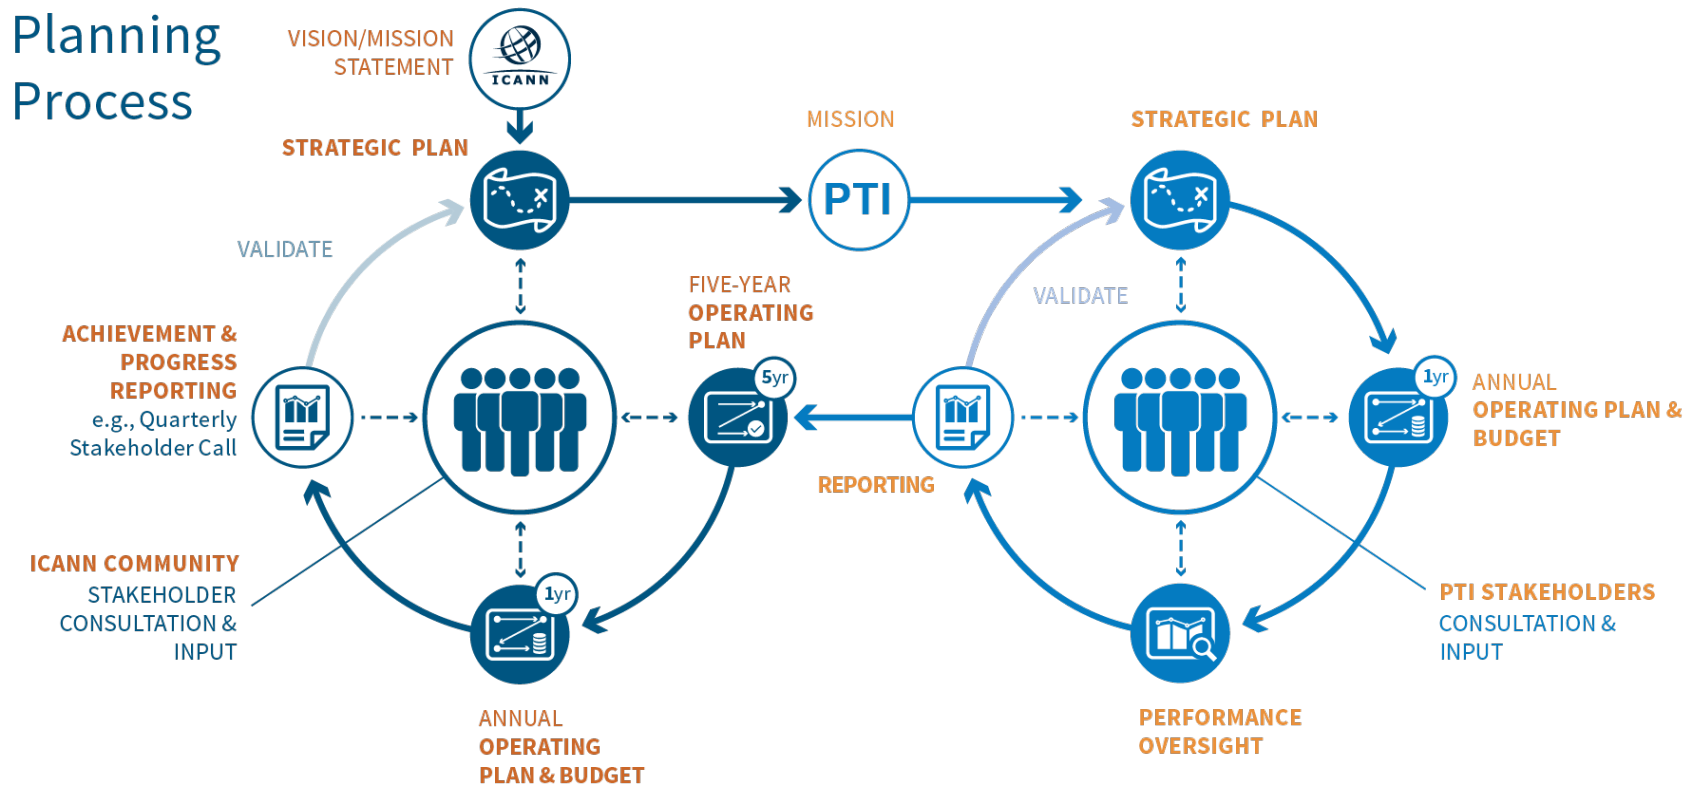 Planning
Process
VISION/MISSION
STATEMENT
ICANN
STRATEGIC PLAN
MISSION
PTI
STRATEGIC PLAN
VALIDATE
FIVE-YEAR
OPERATING
PLAN
5yr
VALIDATE
ACHIEVEMENT &
PROGRESS
REPORTING
e.g., Quarterly
Stakeholder Call
1yr
ANNUAL
OPERATING PLAN &
BUDGET
REPORTING
ICANN COMMUNITY
STAKEHOLDER
CONSULTATION &
INPUT
1yr
PTI STAKEHOLDERS
CONSULTATION &
INPUT
ANNUAL
OPERATING
PLAN & BUDGET
PERFORMANCE
OVERSIGHT